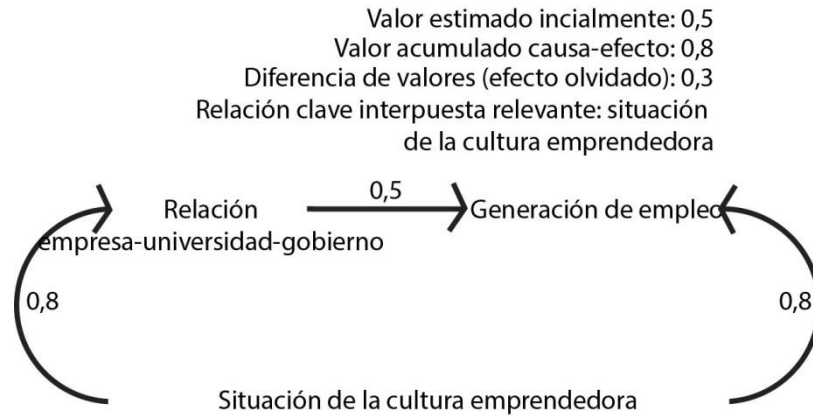 Valor estimado incialmente: 0,5
Valor acumulado causa-efecto: 0,8
Diferencia de valores (efecto olvidado): 0,3
Relación clave interpuesta relevante: situación
de la cultura emprendedora
0,5
Relación
empresa-universidad-gobierno
Generación de empleo
0,8
0,8
Situación de la cultura emprendedora